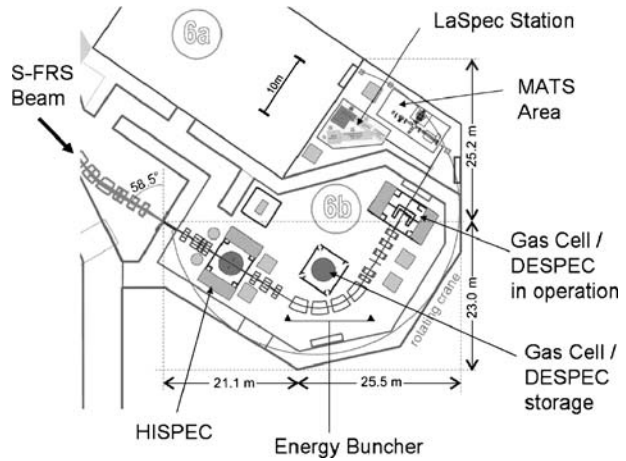 LaSpec Station
6a
S-FRS
Beam
10m
MATS
Area
58.5°
25.2 m
6b
Gas Cell /
DESPEC
in operation
23.0 m
rotating crane
21.1 m
25.5 m
Gas Cell /
DESPEC
storage
HISPEC
Energy Buncher